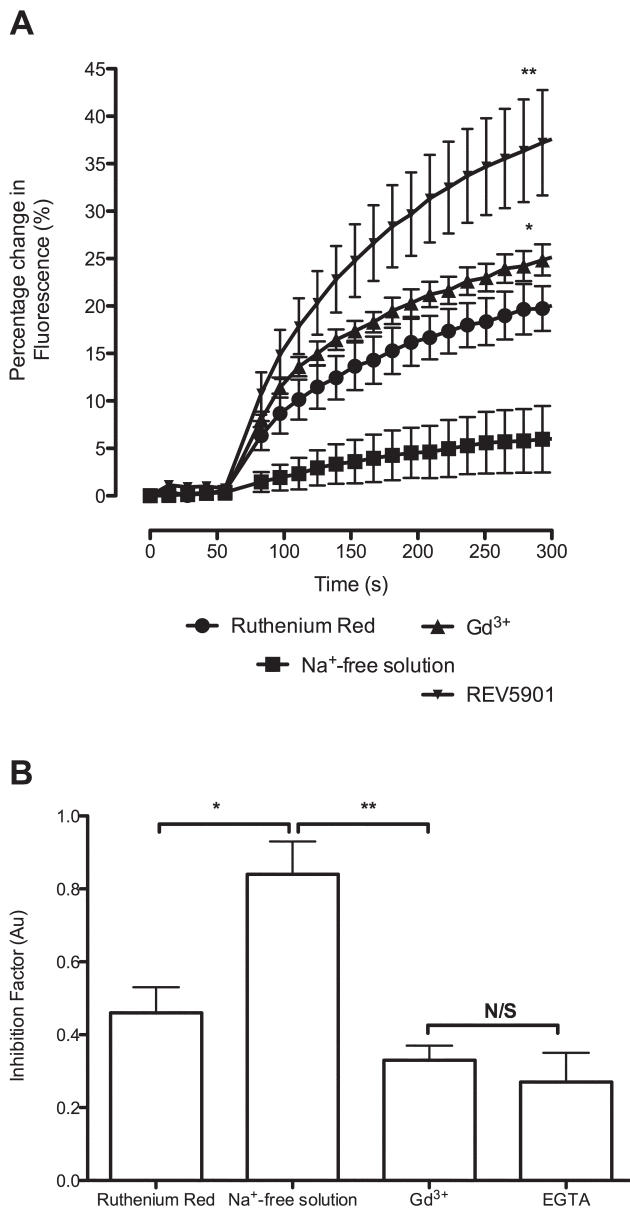 A
Percentage change in
Fluorescence (%)
45
40
35
30
25
20
15
10
5
0
**
*
0 50 100 150 200 250 300
Time (s)
Ruthenium Red Gd³⁺
Na⁺-free solution
REV5901
B
Inhibition Factor (Au)
1.0
0.8
0.6
0.4
0.2
0.0
* **
N/S
Ruthenium Red Na⁺-free solution Gd³⁺ EGTA